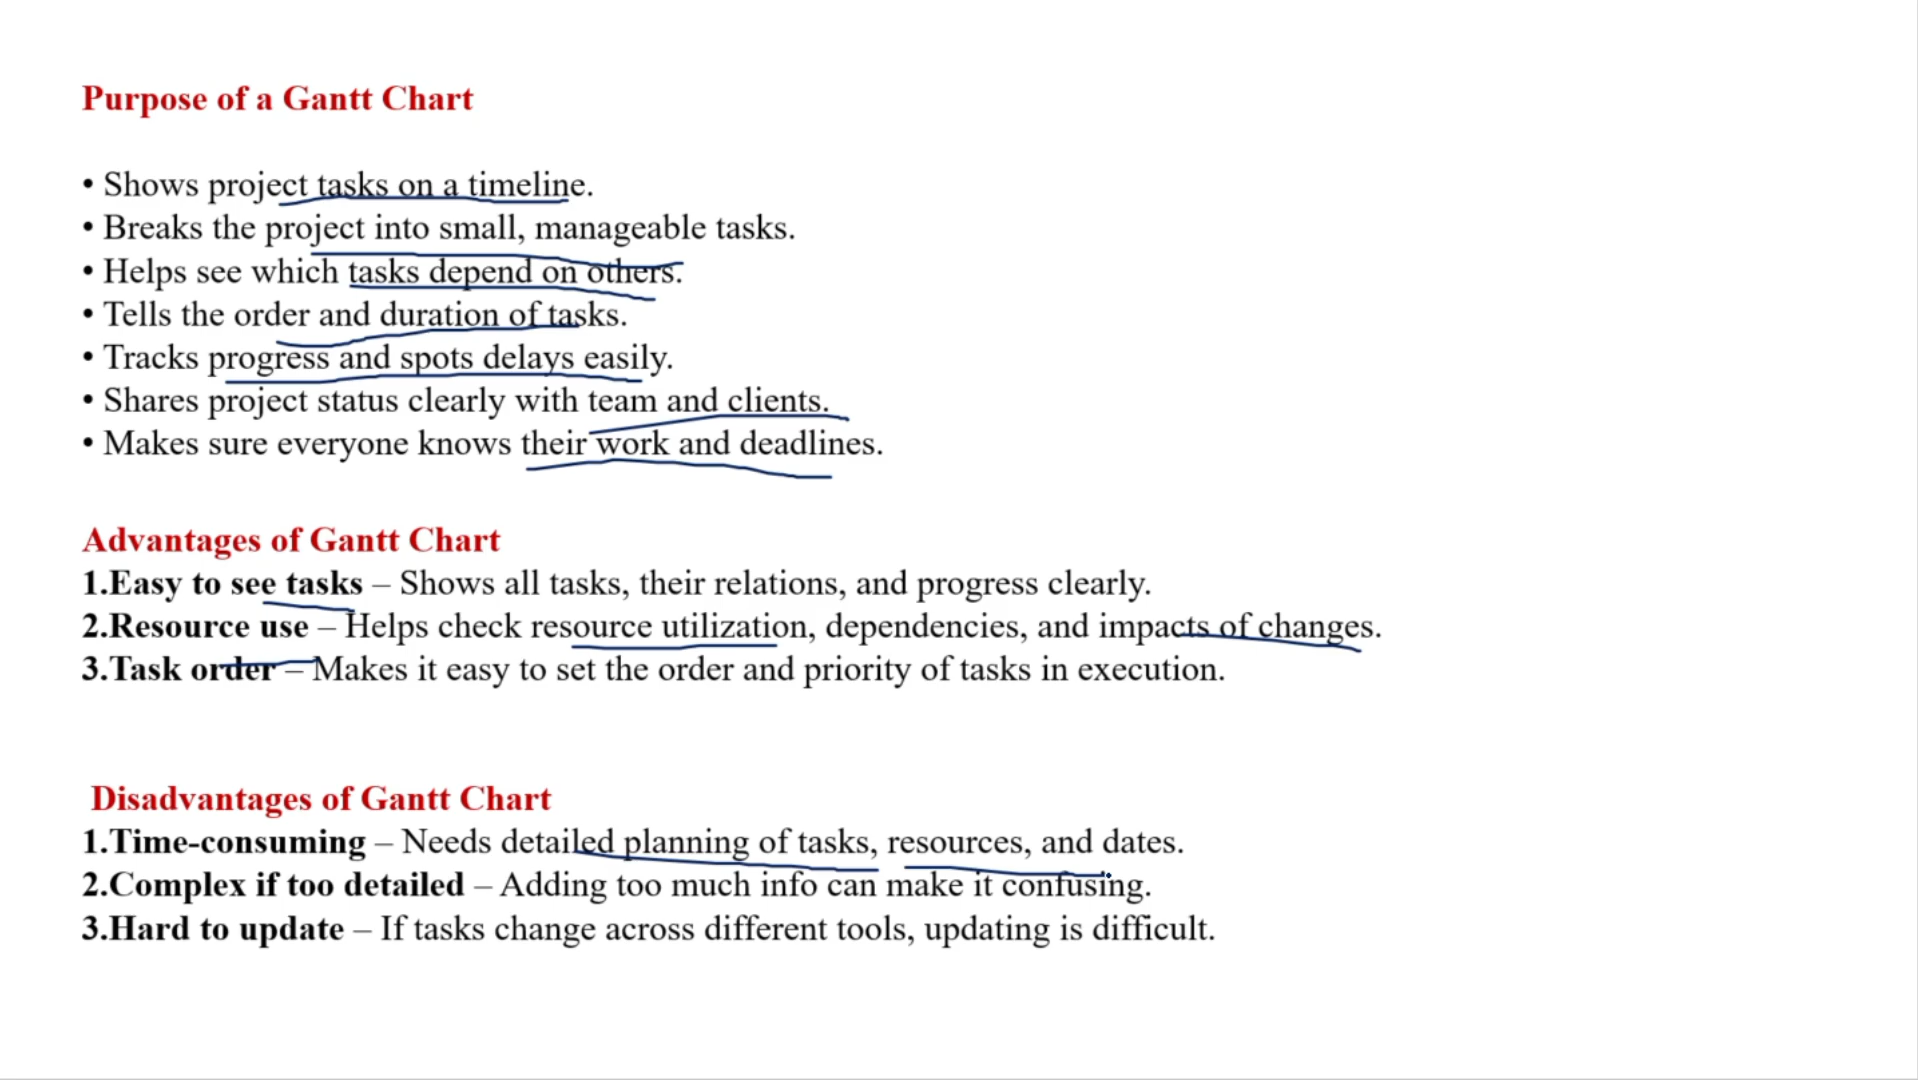 Purpose of a Gantt Chart
• Shows project tasks on a timeline.
• Breaks the project into small, manageable tasks.
• Helps see which tasks depend on others.
• Tells the order and duration of tasks.
• Tracks progress and spots delays easily.
• Shares project status clearly with team and clients.
• Makes sure everyone knows their work and deadlines.
Advantages of Gantt Chart
1.Easy to see tasks – Shows all tasks, their relations, and progress clearly.
2.Resource use – Helps check resource utilization, dependencies, and impacts of changes.
3.Task order – Makes it easy to set the order and priority of tasks in execution.
Disadvantages of Gantt Chart
1.Time-consuming – Needs detailed planning of tasks, resources, and dates.
2.Complex if too detailed – Adding too much info can make it confusing.
3.Hard to update – If tasks change across different tools, updating is difficult.